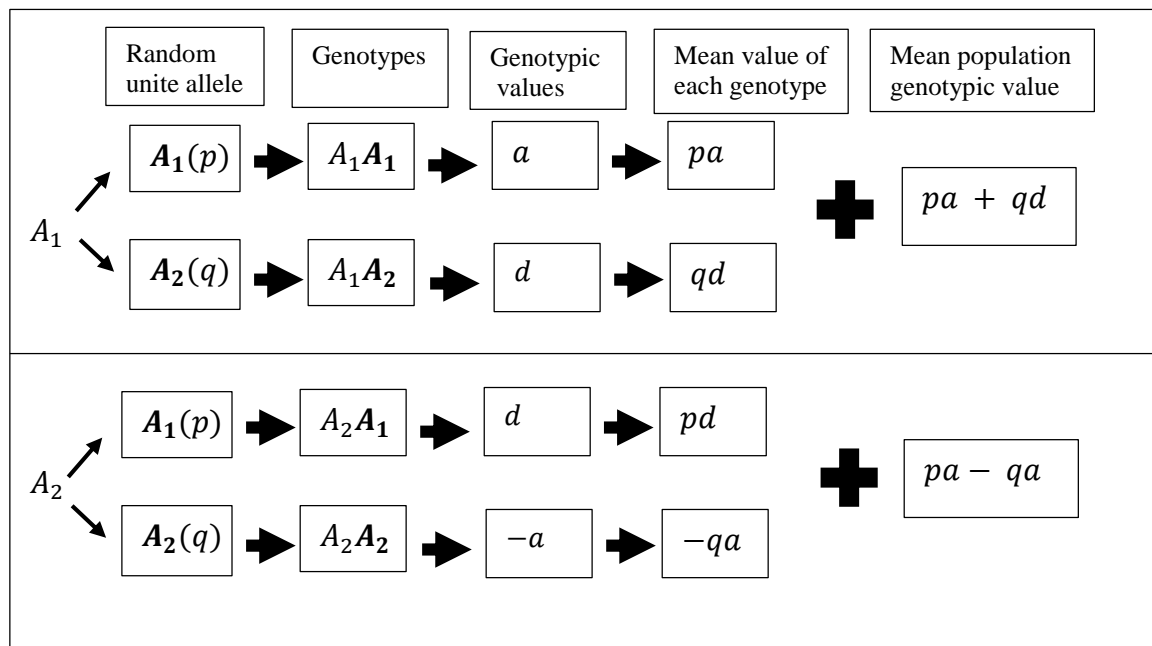 Random
unite allele
Genotypes
Genotypic
values
Mean value of
each genotype
Mean population
genotypic value
A₁
A₁(p)
A₁A₁
a
pa
A₂(q)
A₁A₂
d
qd
pa + qd
A₂
A₁(p)
A₂A₁
d
pd
A₂(q)
A₂A₂
−a
−qa
pa − qa